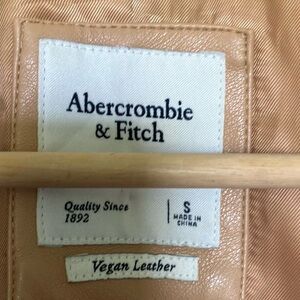 Abercrombie
& Fitch
Quality Since
1892
S
MADE IN
CHINA
Vegan Leather